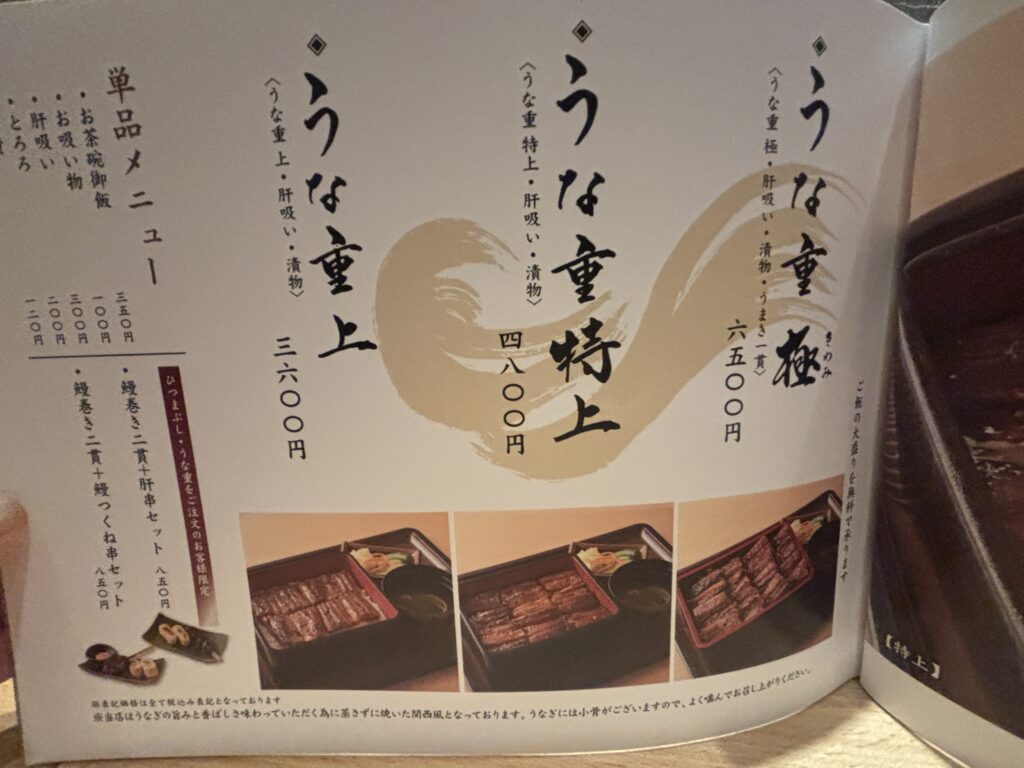 ご飯の大盛りを無料で承ります
うな重 極
きわみ
〈うな重 極・肝吸い・漬物・うまき一貫〉
六五〇〇円
うな重 特上
〈うな重 特上・肝吸い・漬物〉
四八〇〇円
うな重 上
〈うな重 上・肝吸い・漬物〉
三六〇〇円
単品メニュー
・お茶碗御飯 三五〇円
・お吸い物 一〇〇円
・肝吸い 三〇〇円
・とろろ 二〇〇円
一二〇円
ひつまぶし・うな重をご注文のお客様限定
・鰻巻き二貫+肝串セット 八五〇円
・鰻巻き二貫+鰻つくね串セット 八五〇円
※表記価格は全て税込み表記となっております
※当店はうなぎの旨みと香ばしさ味わっていただく為に蒸さずに焼いた関西風となっております。うなぎには小骨がございますので、よく噛んでお召し上がりください。
【特上】